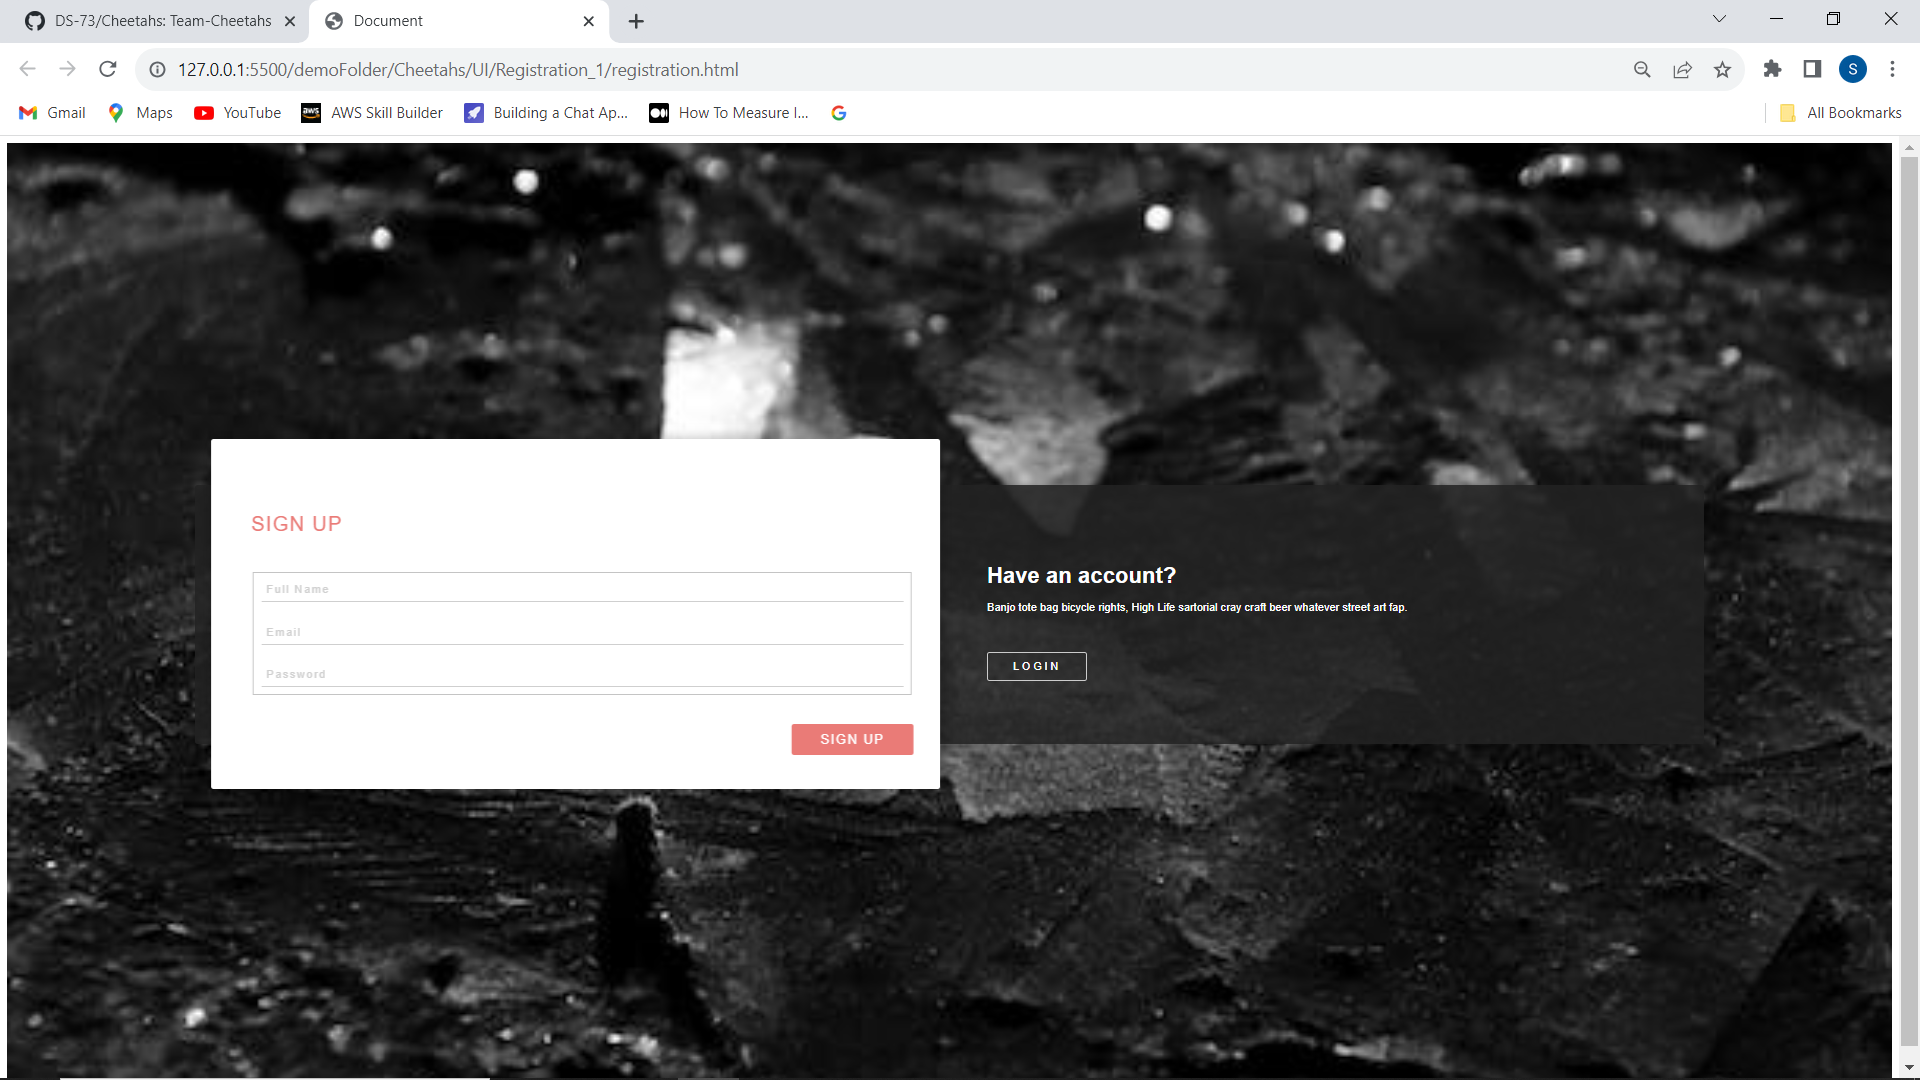 DS-73/Cheetahs: Team-Cheetahs
Document
127.0.0.1:5500/demoFolder/Cheetahs/UI/Registration_1/registration.html
S
Gmail
Maps
YouTube
aws
AWS Skill Builder
Building a Chat Ap...
How To Measure I...
All Bookmarks
SIGN UP
Full Name
Email
Password
SIGN UP
Have an account?
Banjo tote bag bicycle rights, High Life sartorial cray craft beer whatever street art fap.
LOGIN